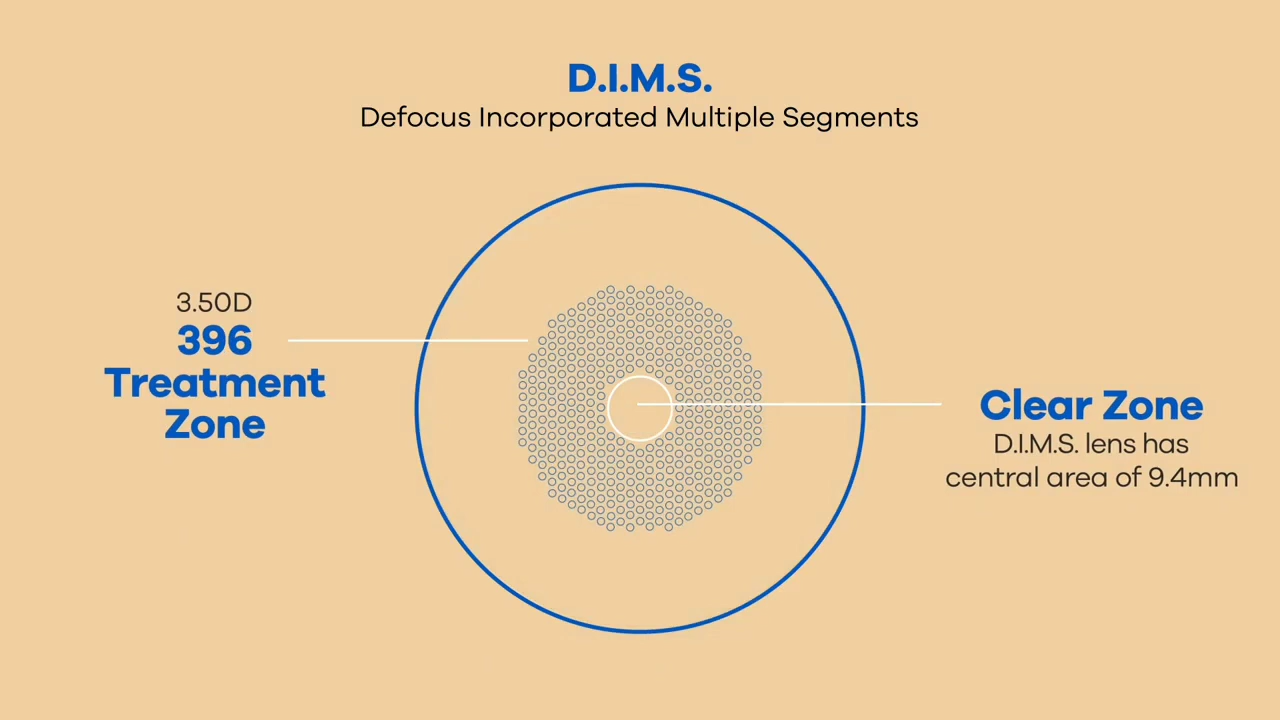 D.I.M.S.
Defocus Incorporated Multiple Segments
3.50D
396
Treatment
Zone
Clear Zone
D.I.M.S. lens has
central area of 9.4mm